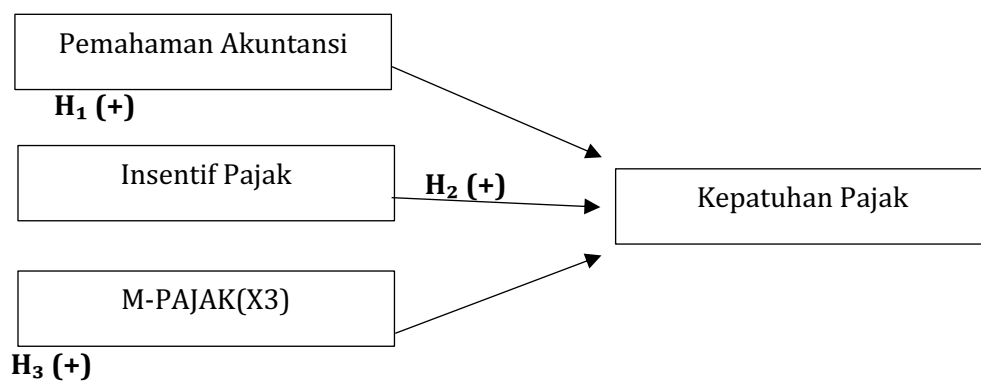 Pemahaman Akuntansi
H₁ (+)
Insentif Pajak
H₂ (+)
Kepatuhan Pajak
M-PAJAK(X3)
H₃ (+)